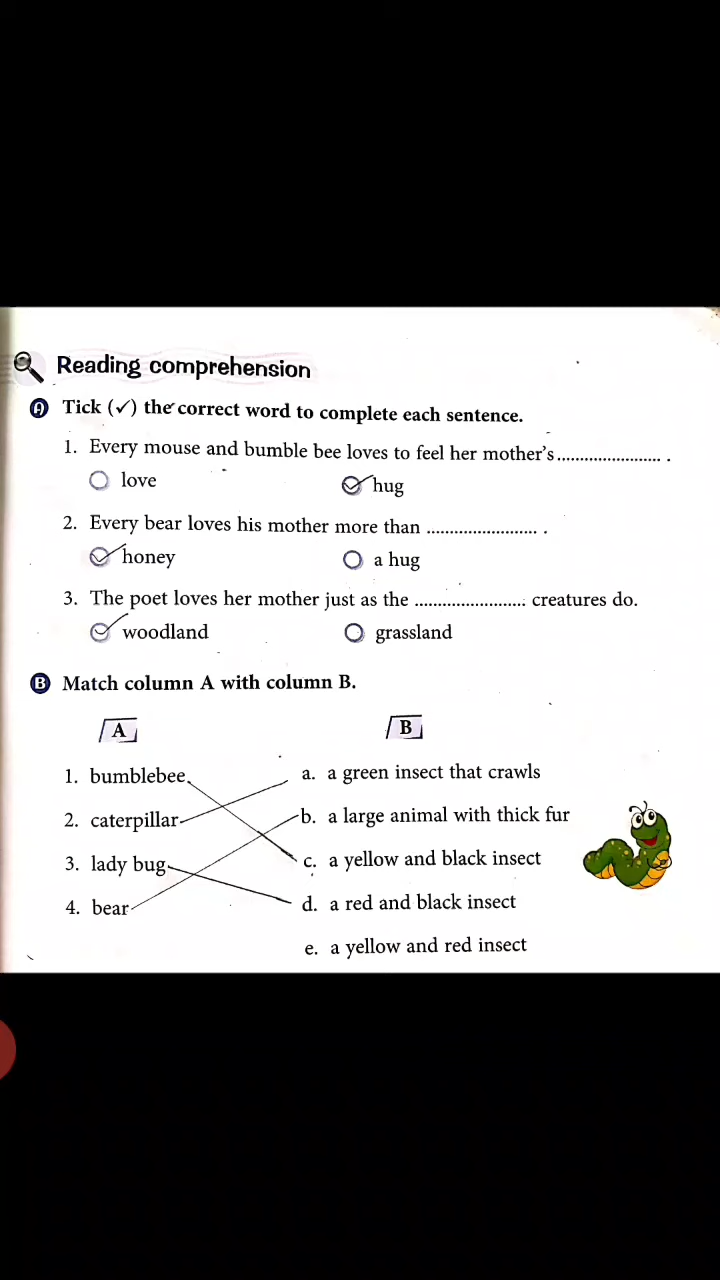 Reading comprehension
A Tick (✓) the correct word to complete each sentence.
1. Every mouse and bumble bee loves to feel her mother's ....................... .
love hug
2. Every bear loves his mother more than ........................ .
honey a hug
3. The poet loves her mother just as the ........................ creatures do.
woodland grassland
B Match column A with column B.
A B
1. bumblebee a. a green insect that crawls
2. caterpillar b. a large animal with thick fur
3. lady bug c. a yellow and black insect
4. bear d. a red and black insect
e. a yellow and red insect